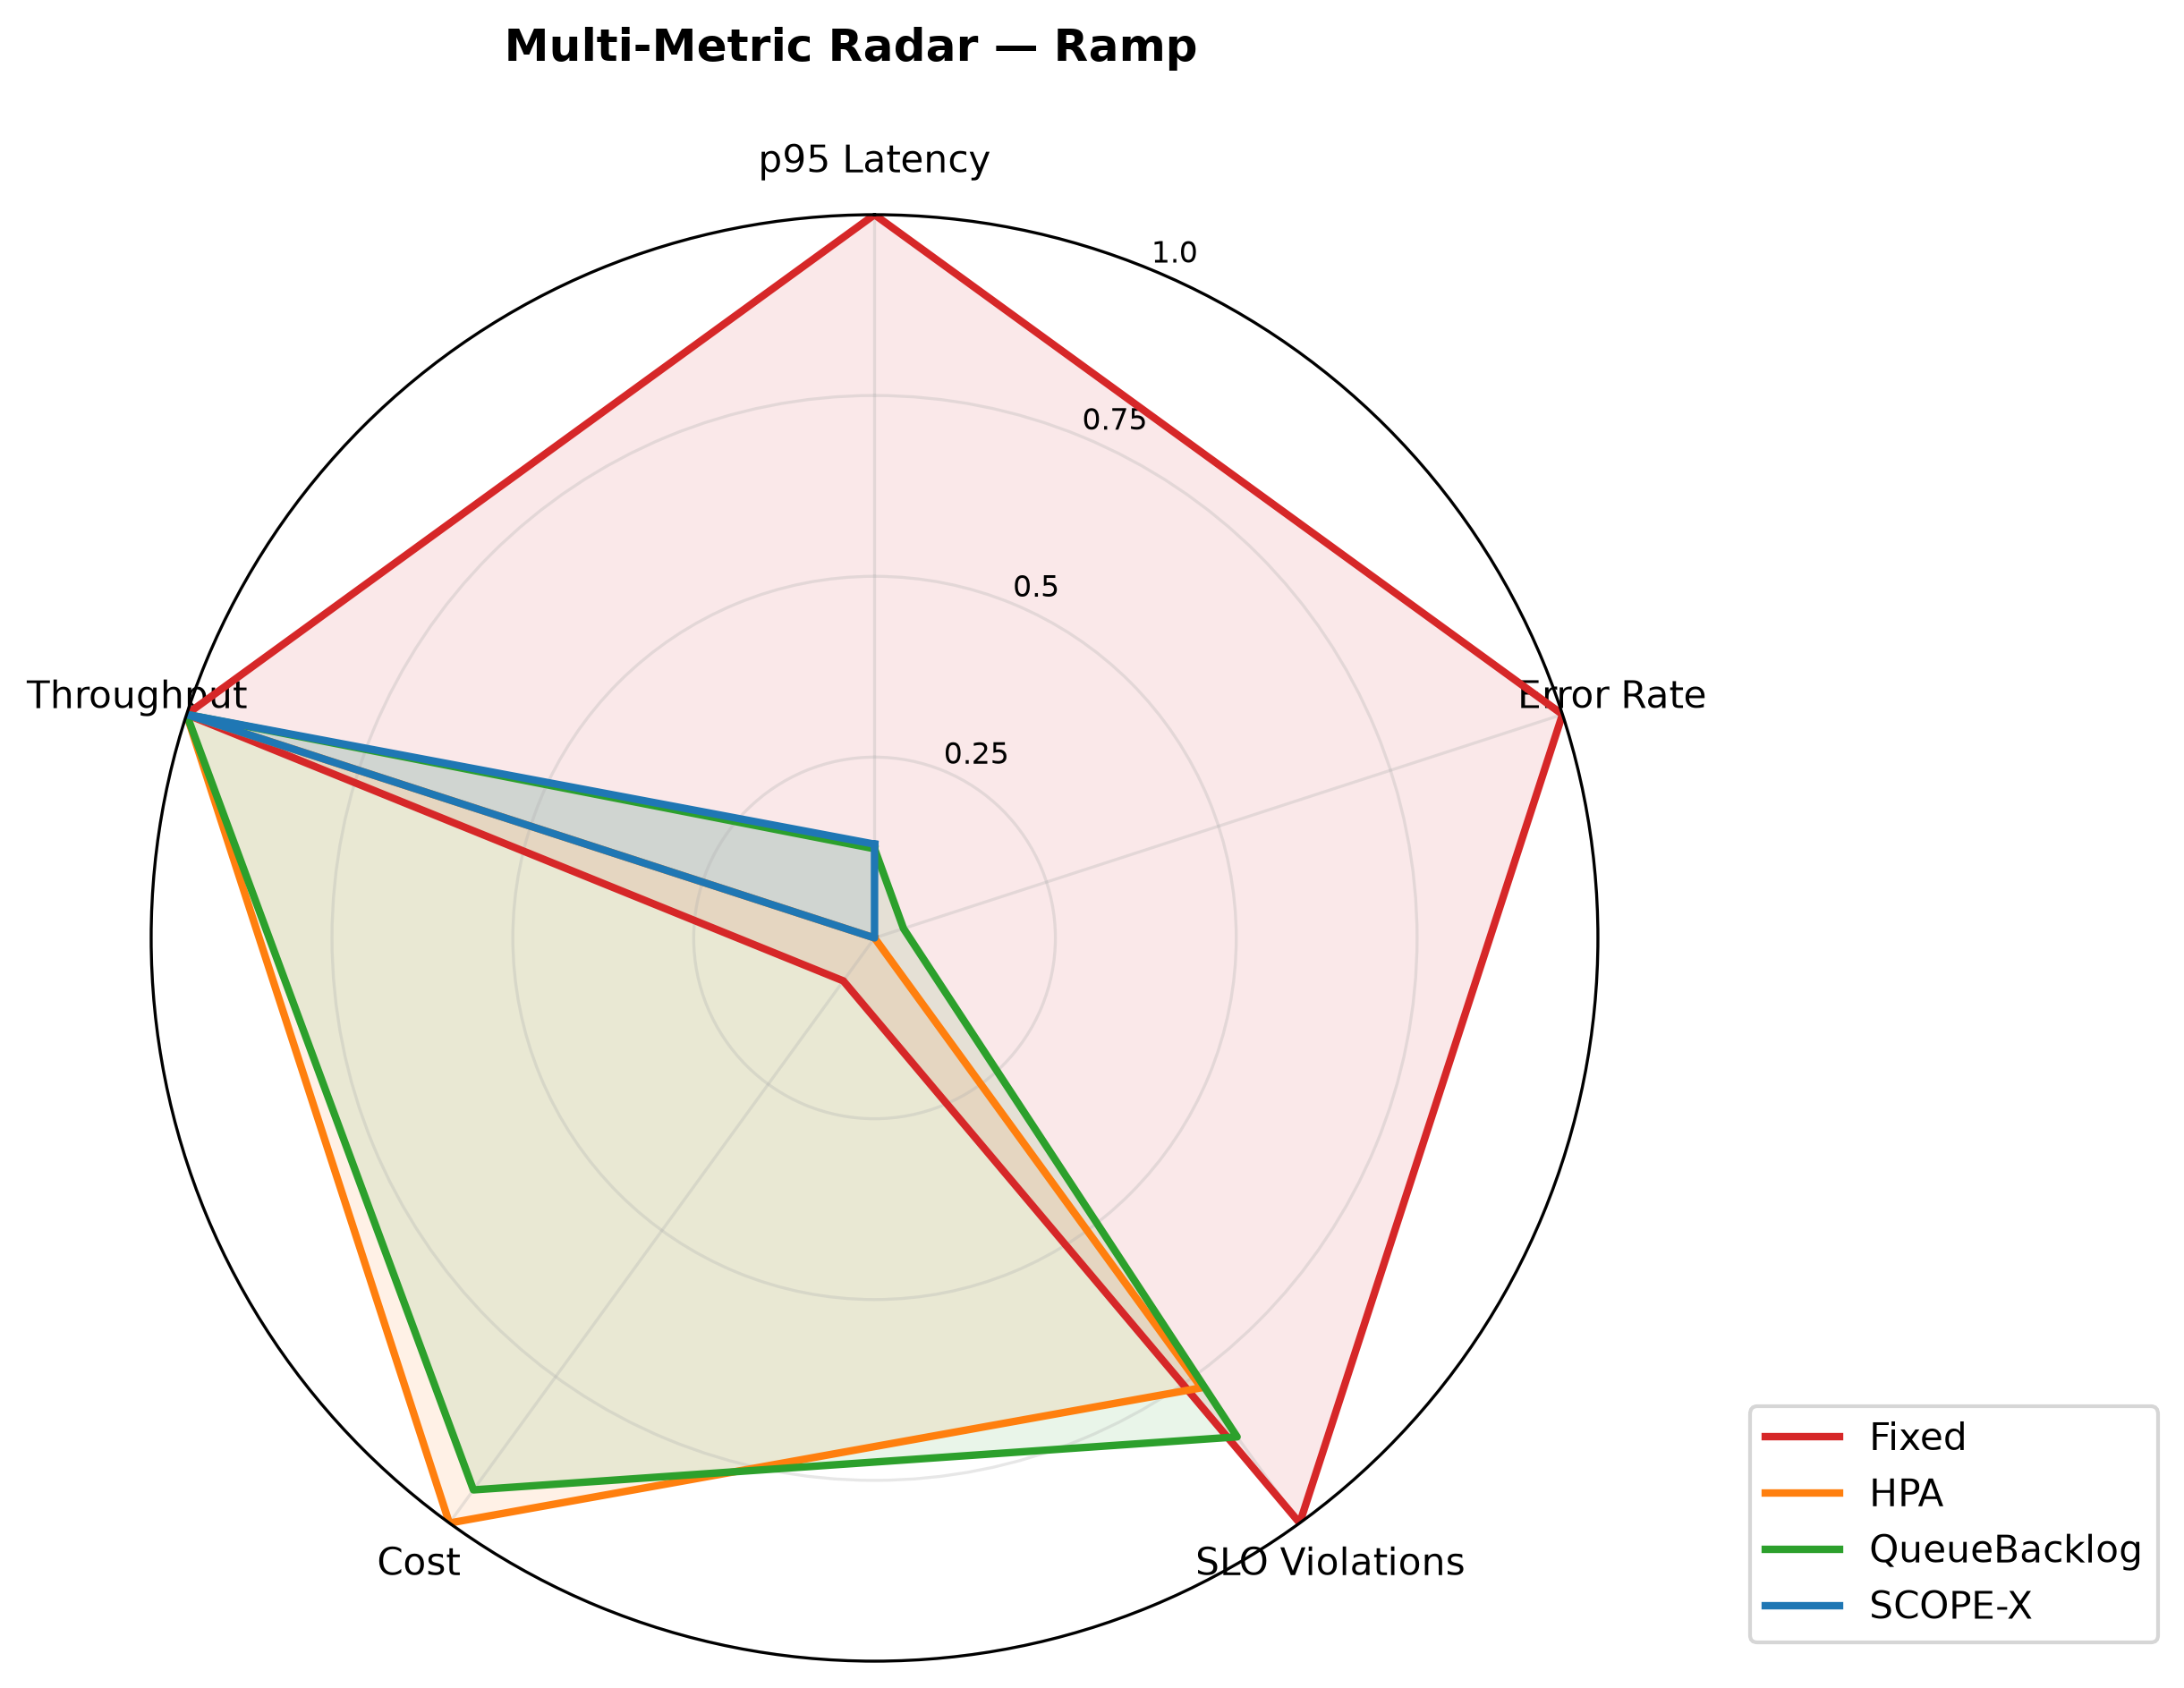 Multi-Metric Radar — Ramp
p95 Latency
1.0
0.75
0.5
Throughput
Error Rate
0.25
Cost
SLO Violations
Fixed
HPA
QueueBacklog
SCOPE-X